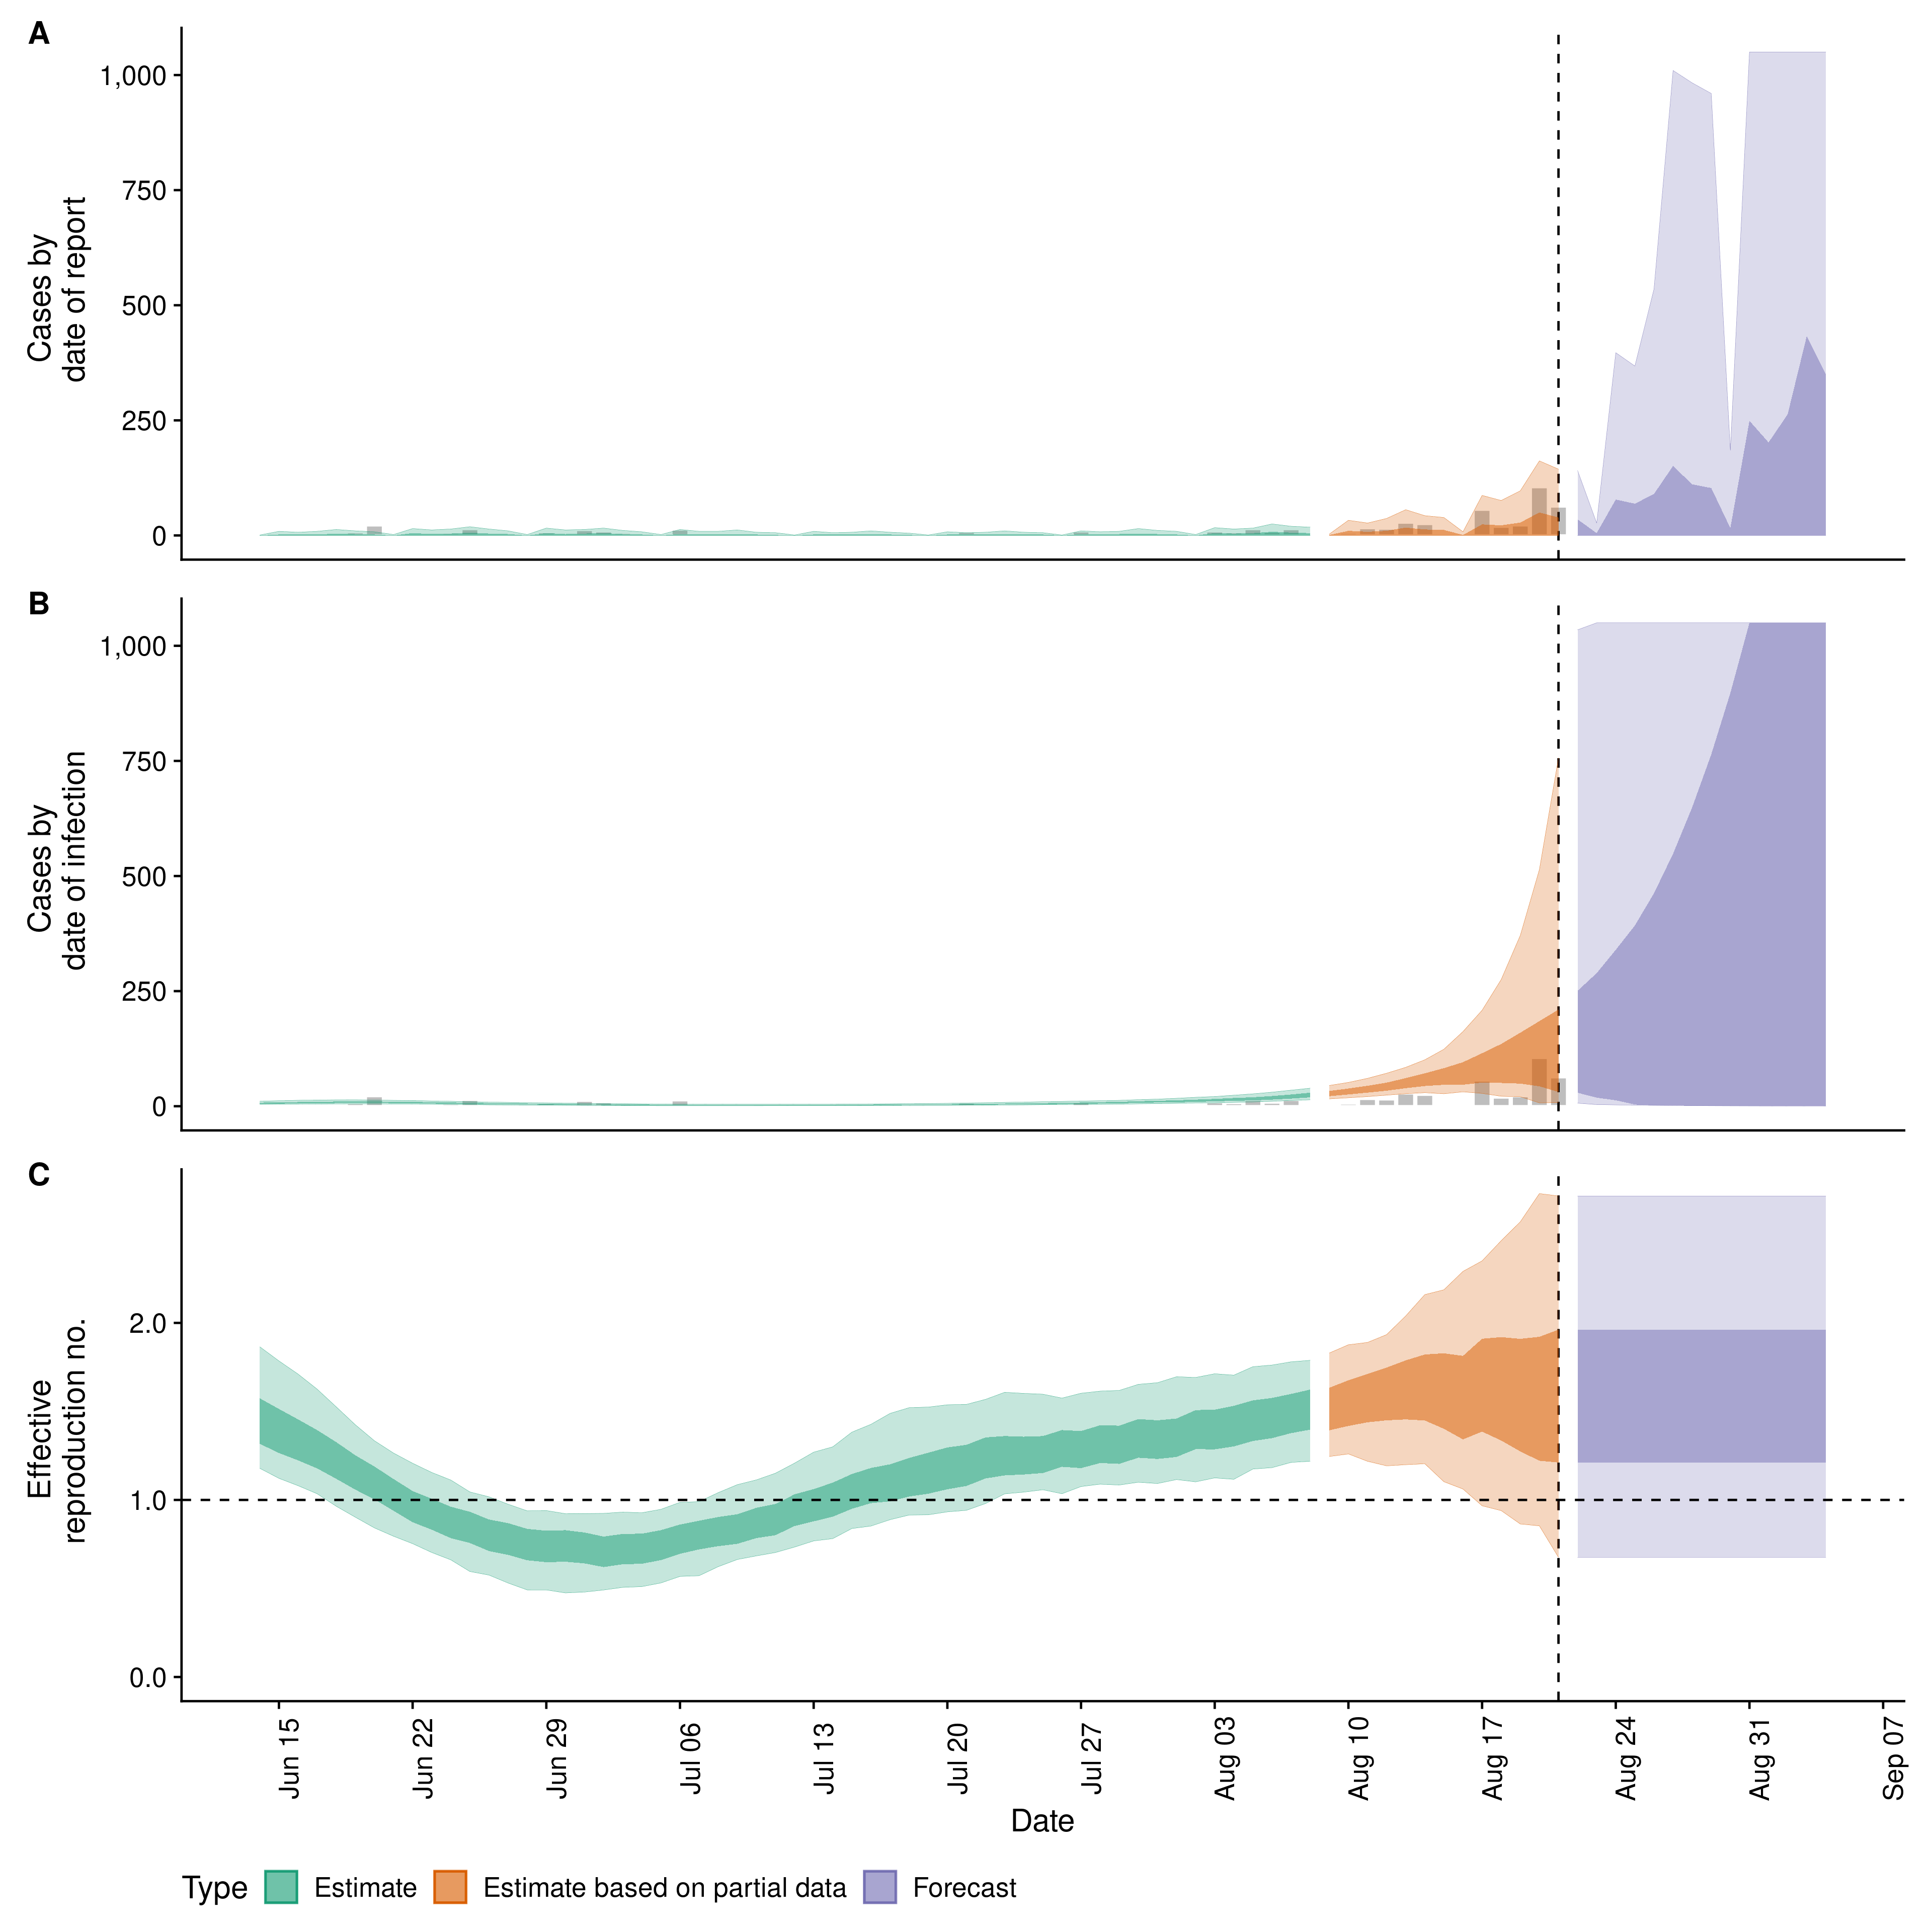 A
1,000
750
500
250
0
Cases by
date of report
B
1,000
750
500
250
0
Cases by
date of infection
C
2.0
1.0
0.0
Effective
reproduction no.
Jun 15
Jun 22
Jun 29
Jul 06
Jul 13
Jul 20
Jul 27
Aug 03
Aug 10
Aug 17
Aug 24
Aug 31
Sep 07
Date
Type Estimate Estimate based on partial data Forecast